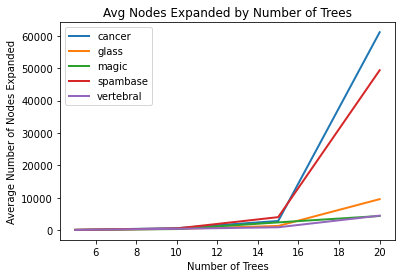 Avg Nodes Expanded by Number of Trees
cancer
glass
magic
spambase
vertebral
Average Number of Nodes Expanded
60000
50000
40000
30000
20000
10000
0
6 8 10 12 14 16 18 20
Number of Trees